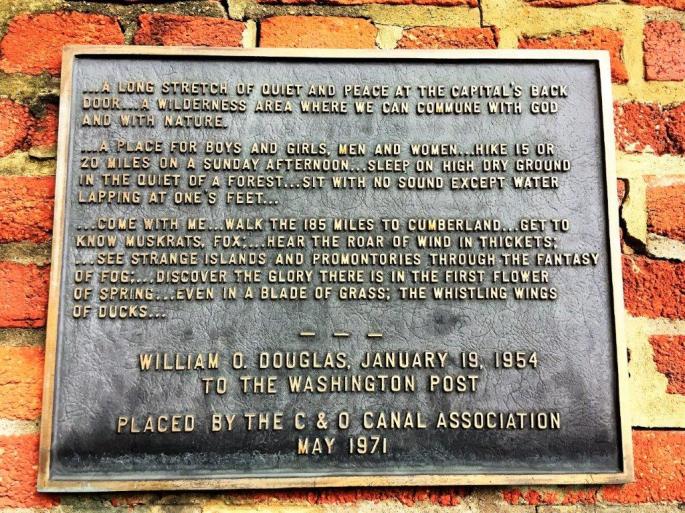 ...A LONG STRETCH OF QUIET AND PEACE AT THE CAPITAL'S BACK
DOOR...A WILDERNESS AREA WHERE WE CAN COMMUNE WITH GOD
AND WITH NATURE.
...A PLACE FOR BOYS AND GIRLS, MEN AND WOMEN...HIKE 15 OR
20 MILES ON A SUNDAY AFTERNOON...SLEEP ON HIGH DRY GROUND
IN THE QUIET OF A FOREST...SIT WITH NO SOUND EXCEPT WATER
LAPPING AT ONE'S FEET...
...COME WITH ME...WALK THE 185 MILES TO CUMBERLAND...GET TO
KNOW MUSKRATS, FOX;...HEAR THE ROAR OF WIND IN THICKETS;
...SEE STRANGE ISLANDS AND PROMONTORIES THROUGH THE FANTASY
OF FOG;...DISCOVER THE GLORY THERE IS IN THE FIRST FLOWER
OF SPRING...EVEN IN A BLADE OF GRASS; THE WHISTLING WINGS
OF DUCKS...
— — —
WILLIAM O. DOUGLAS, JANUARY 19, 1954
TO THE WASHINGTON POST
PLACED BY THE C & O CANAL ASSOCIATION
MAY 1971